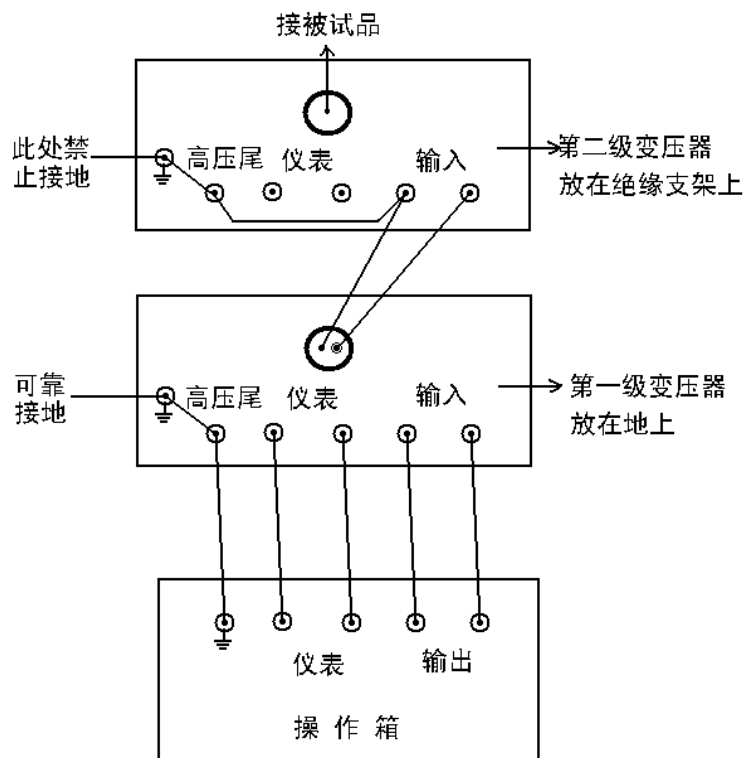 接被试品
此处禁
止接地
高压尾 仪表 输入
第二级变压器
放在绝缘支架上
可靠
接地
高压尾 仪表 输入
第一级变压器
放在地上
仪表 输出
操 作 箱